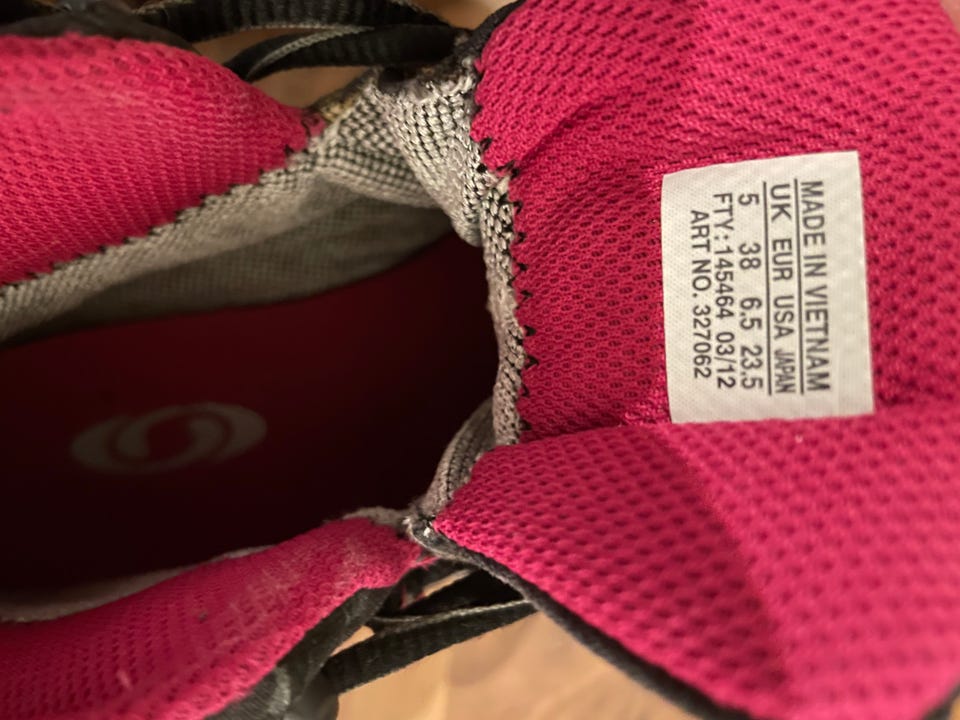 MADE IN VIETNAM
UK EUR USA JAPAN
5 38 6.5 23.5
FTY:145464 03/12
ART NO. 327062